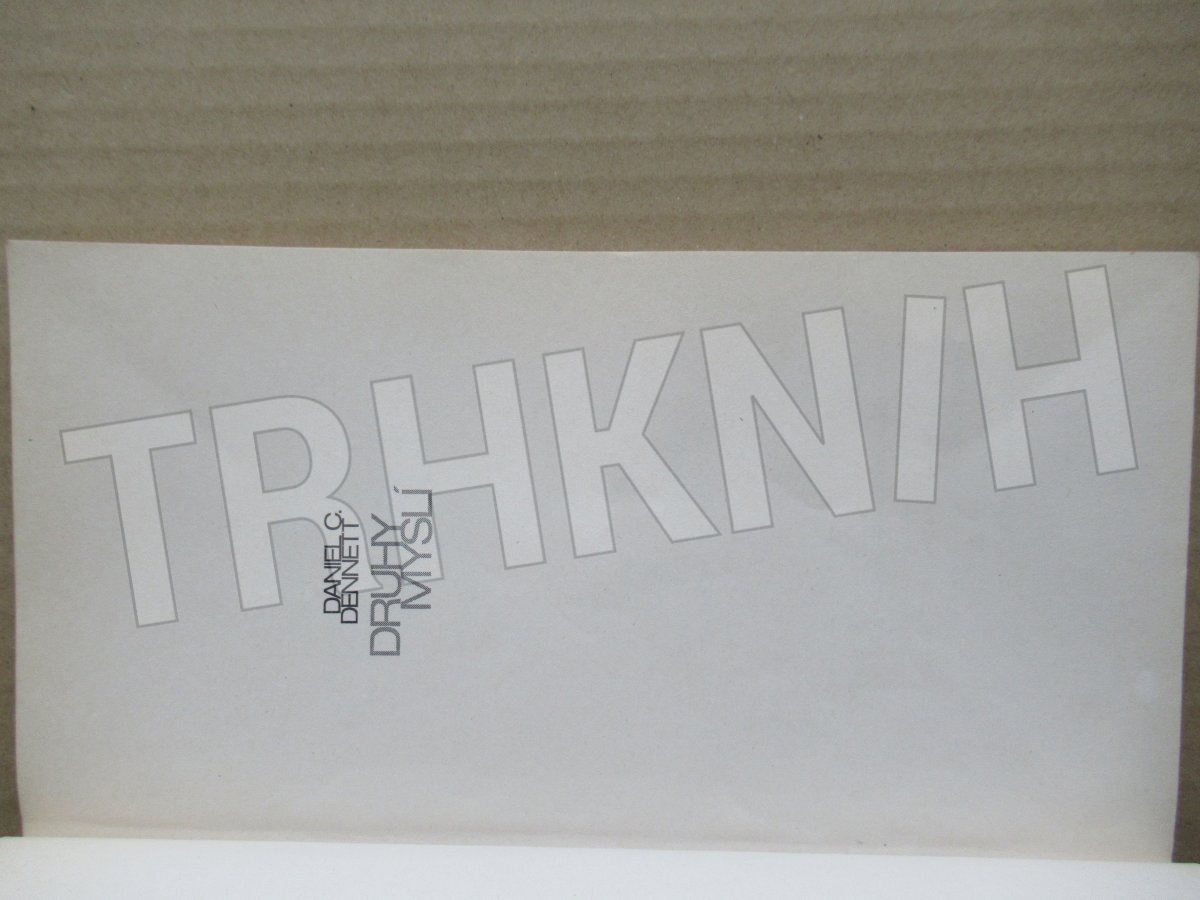 DANIEL C.
DENNETT
DRUHY
MYSLÍ
TRHKNIH